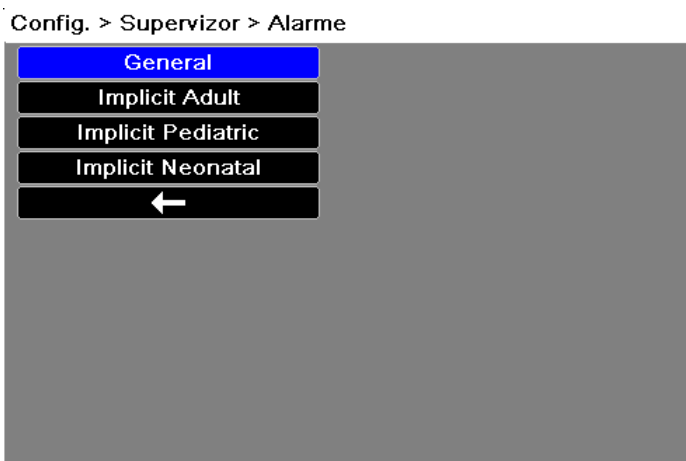 Config. > Supervizor > Alarme
General
Implicit Adult
Implicit Pediatric
Implicit Neonatal
←